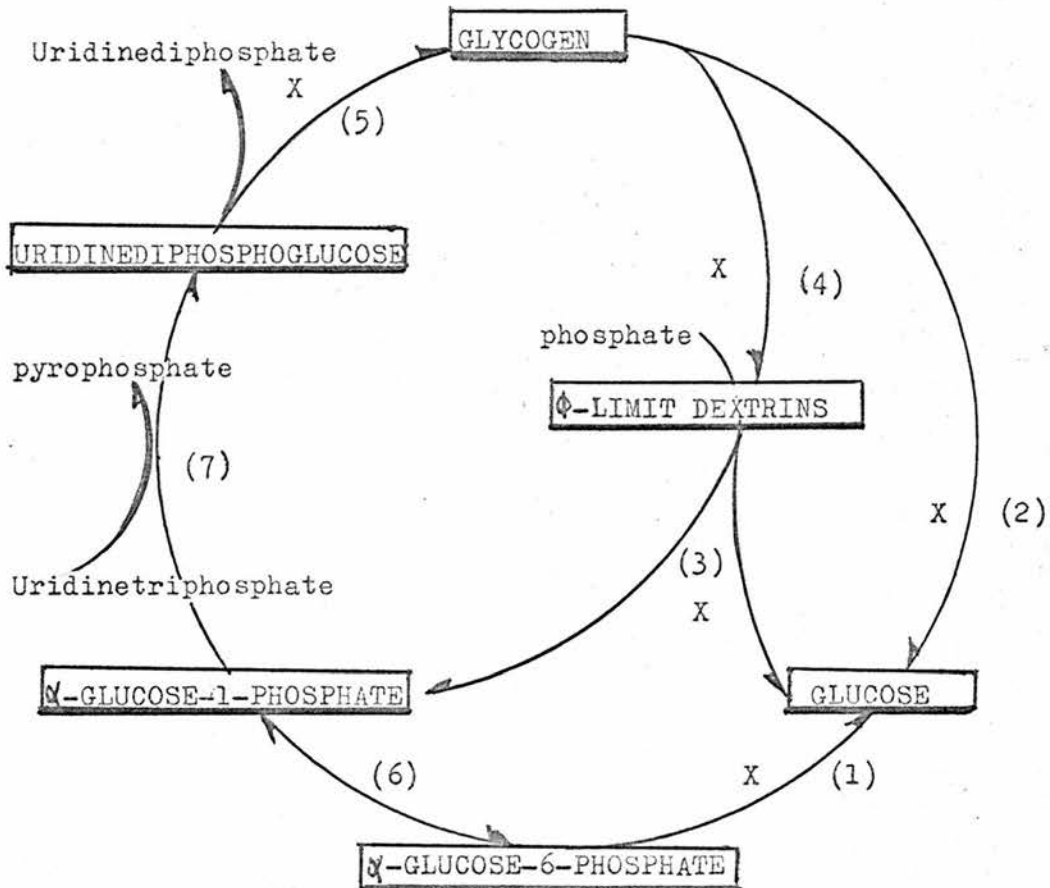 GLYCOGEN
Uridinediphosphate
X
(5)
URIDINEDIPHOSPHOGLUCOSE
X
(4)
phosphate
pyrophosphate
ϕ-LIMIT DEXTRINS
(7)
X
(2)
(3)
Uridinetriphosphate
X
α-GLUCOSE-1-PHOSPHATE
GLUCOSE
(6)
X
(1)
α-GLUCOSE-6-PHOSPHATE